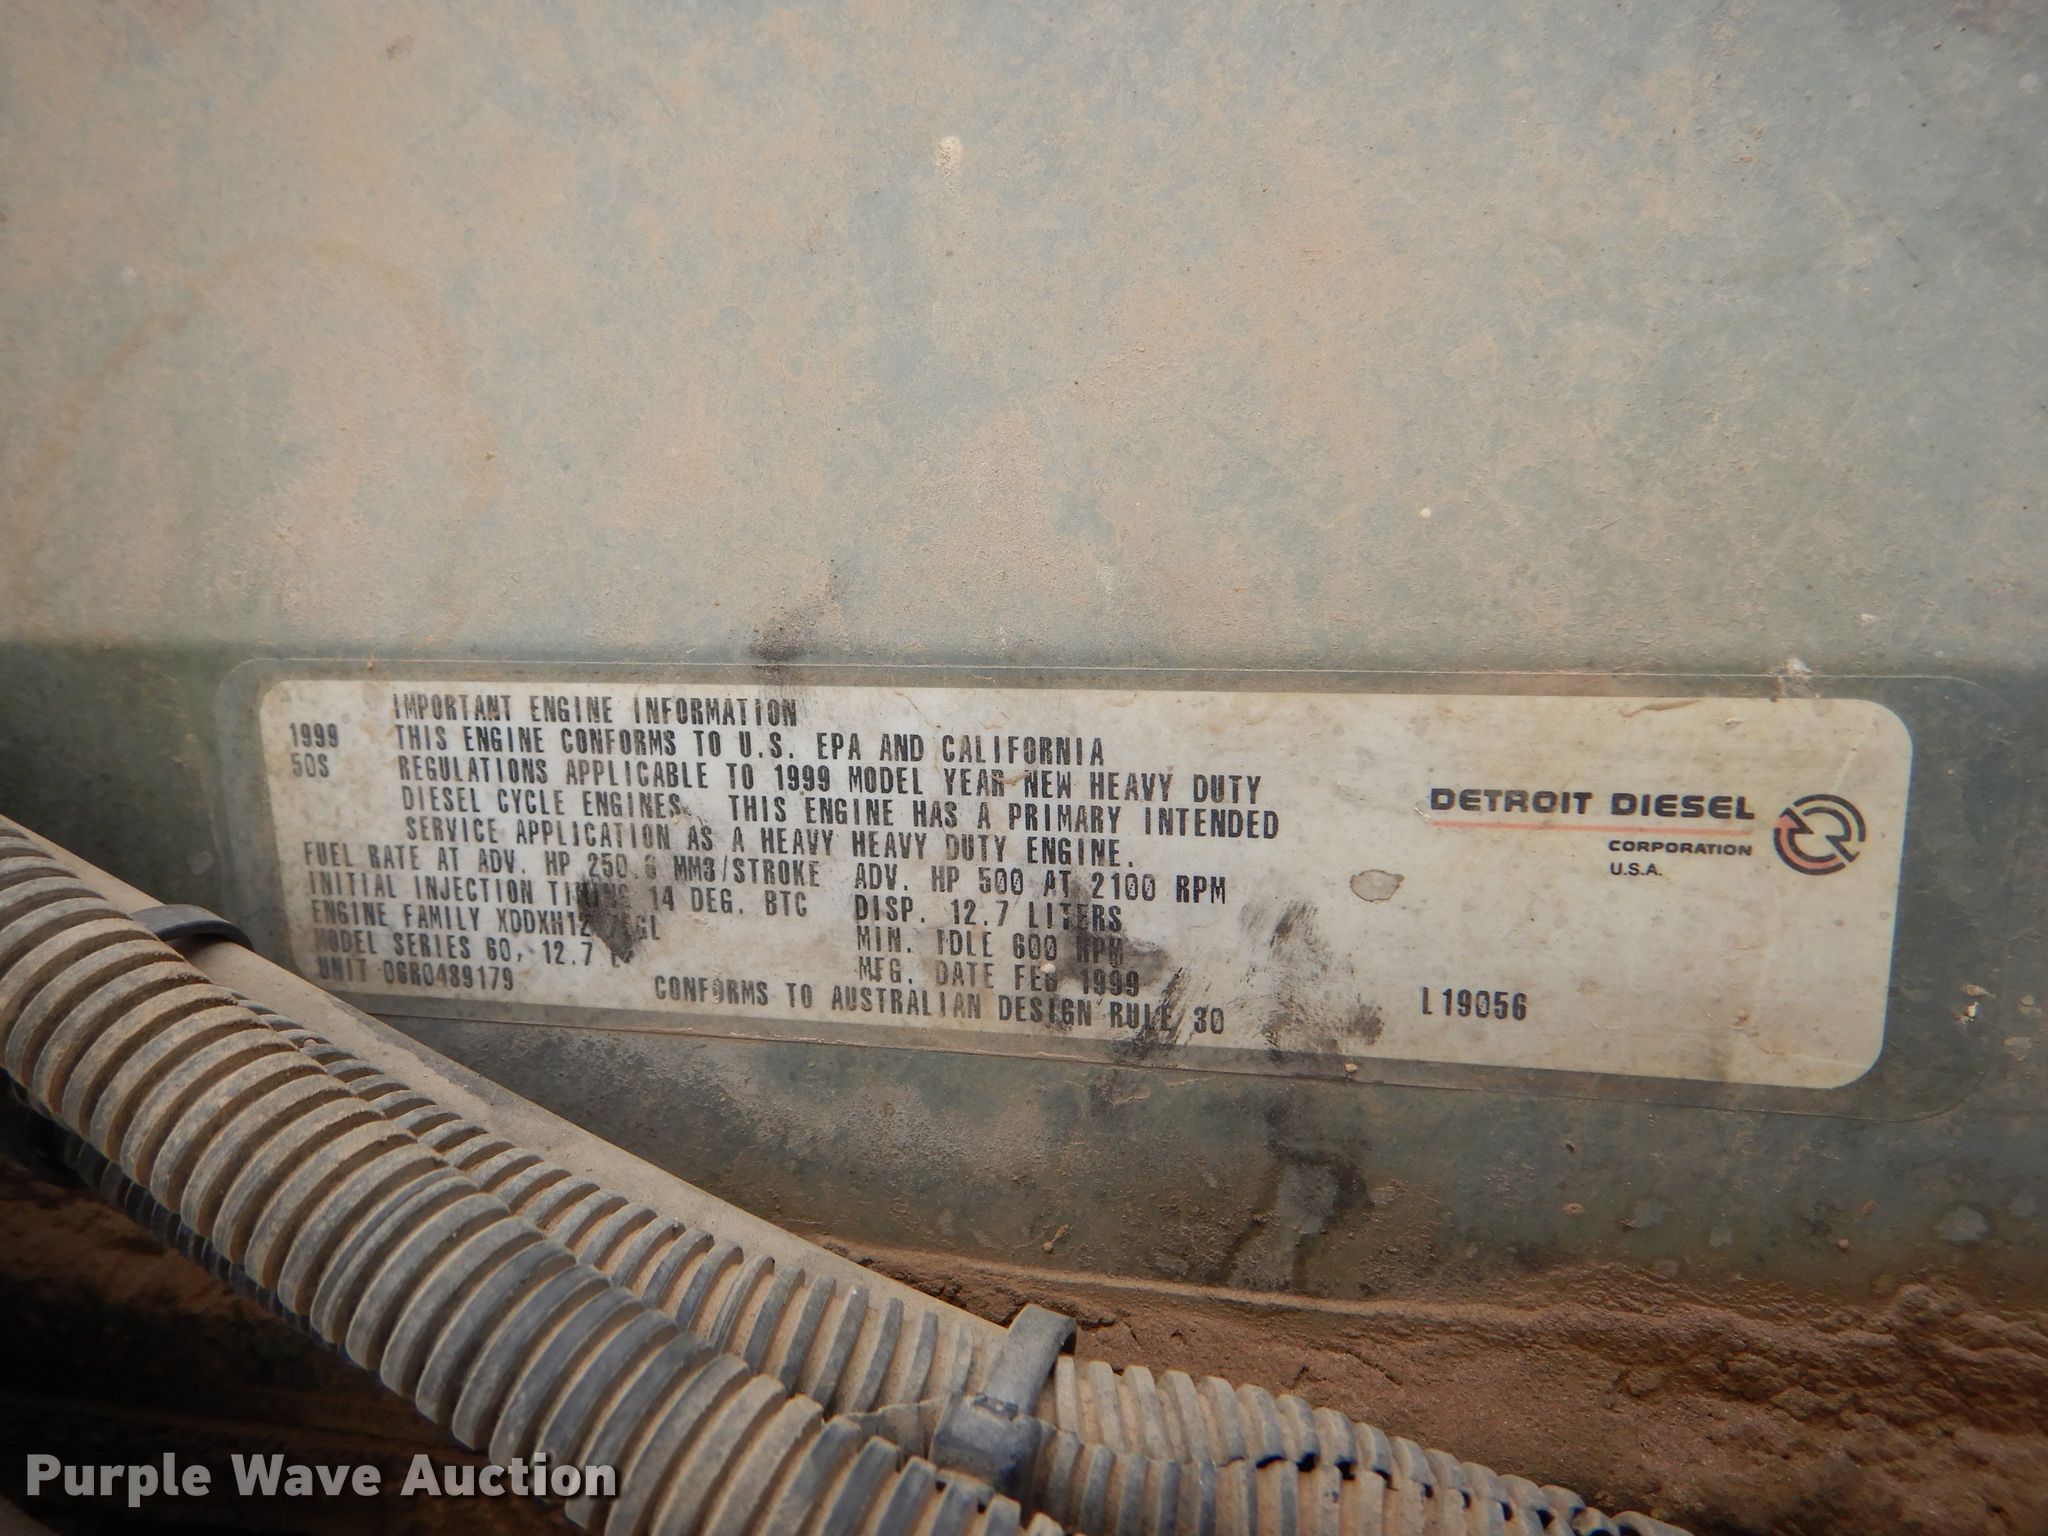 IMPORTANT ENGINE INFORMATION
1999 THIS ENGINE CONFORMS TO U.S. EPA AND CALIFORNIA
50S REGULATIONS APPLICABLE TO 1999 MODEL YEAR NEW HEAVY DUTY
DIESEL CYCLE ENGINES. THIS ENGINE HAS A PRIMARY INTENDED
SERVICE APPLICATION AS A HEAVY HEAVY DUTY ENGINE.
FUEL RATE AT ADV. HP MM3/STROKE ADV. HP 500 AT 2100 RPM
INITIAL INJECTION TIMING 14 DEG. BTC DISP. 12.7 LITERS
ENGINE FAMILY MIN. IDLE 600 RPM
MODEL SERIES 60, 12.7 MFG. DATE FEB 1999
UNIT 06R0489179
CONFORMS TO AUSTRALIAN DESIGN RULE 30
L19056
DETROIT DIESEL
CORPORATION
U.S.A.
Purple Wave Auction